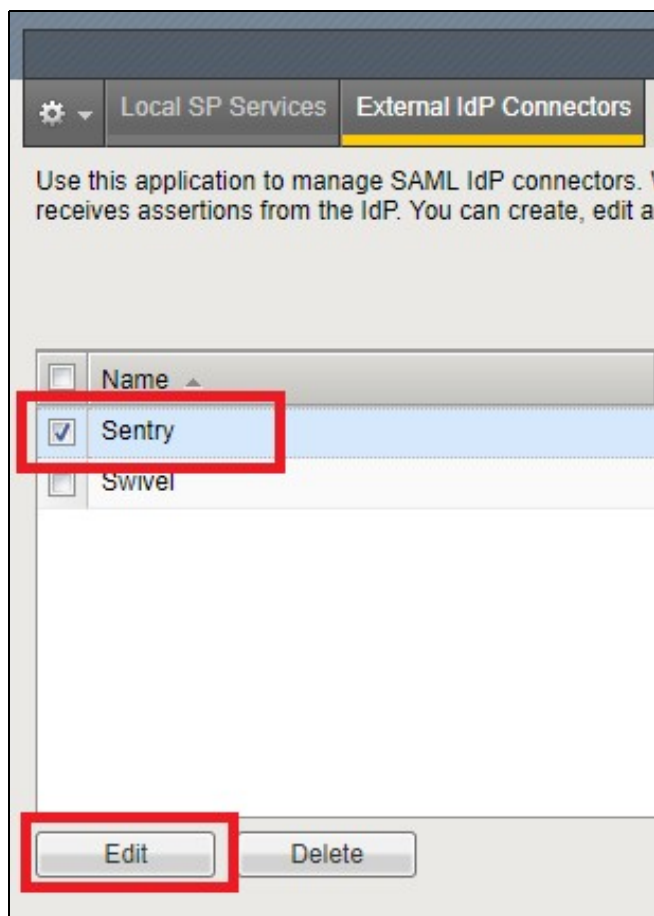 Local SP Services External IdP Connectors
Use this application to manage SAML IdP connectors.
receives assertions from the IdP. You can create, edit a
Name
Sentry
Swivel
Edit Delete